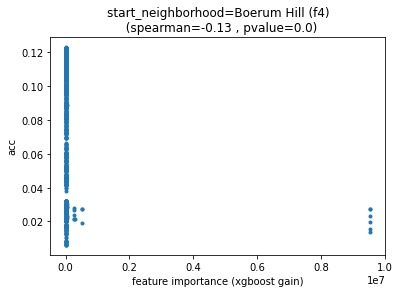 start_neighborhood=Boerum Hill (f4)
(spearman=-0.13 , pvalue=0.0)
acc
0.12
0.10
0.08
0.06
0.04
0.02
0.0 0.2 0.4 0.6 0.8 1.0
1e7
feature importance (xgboost gain)